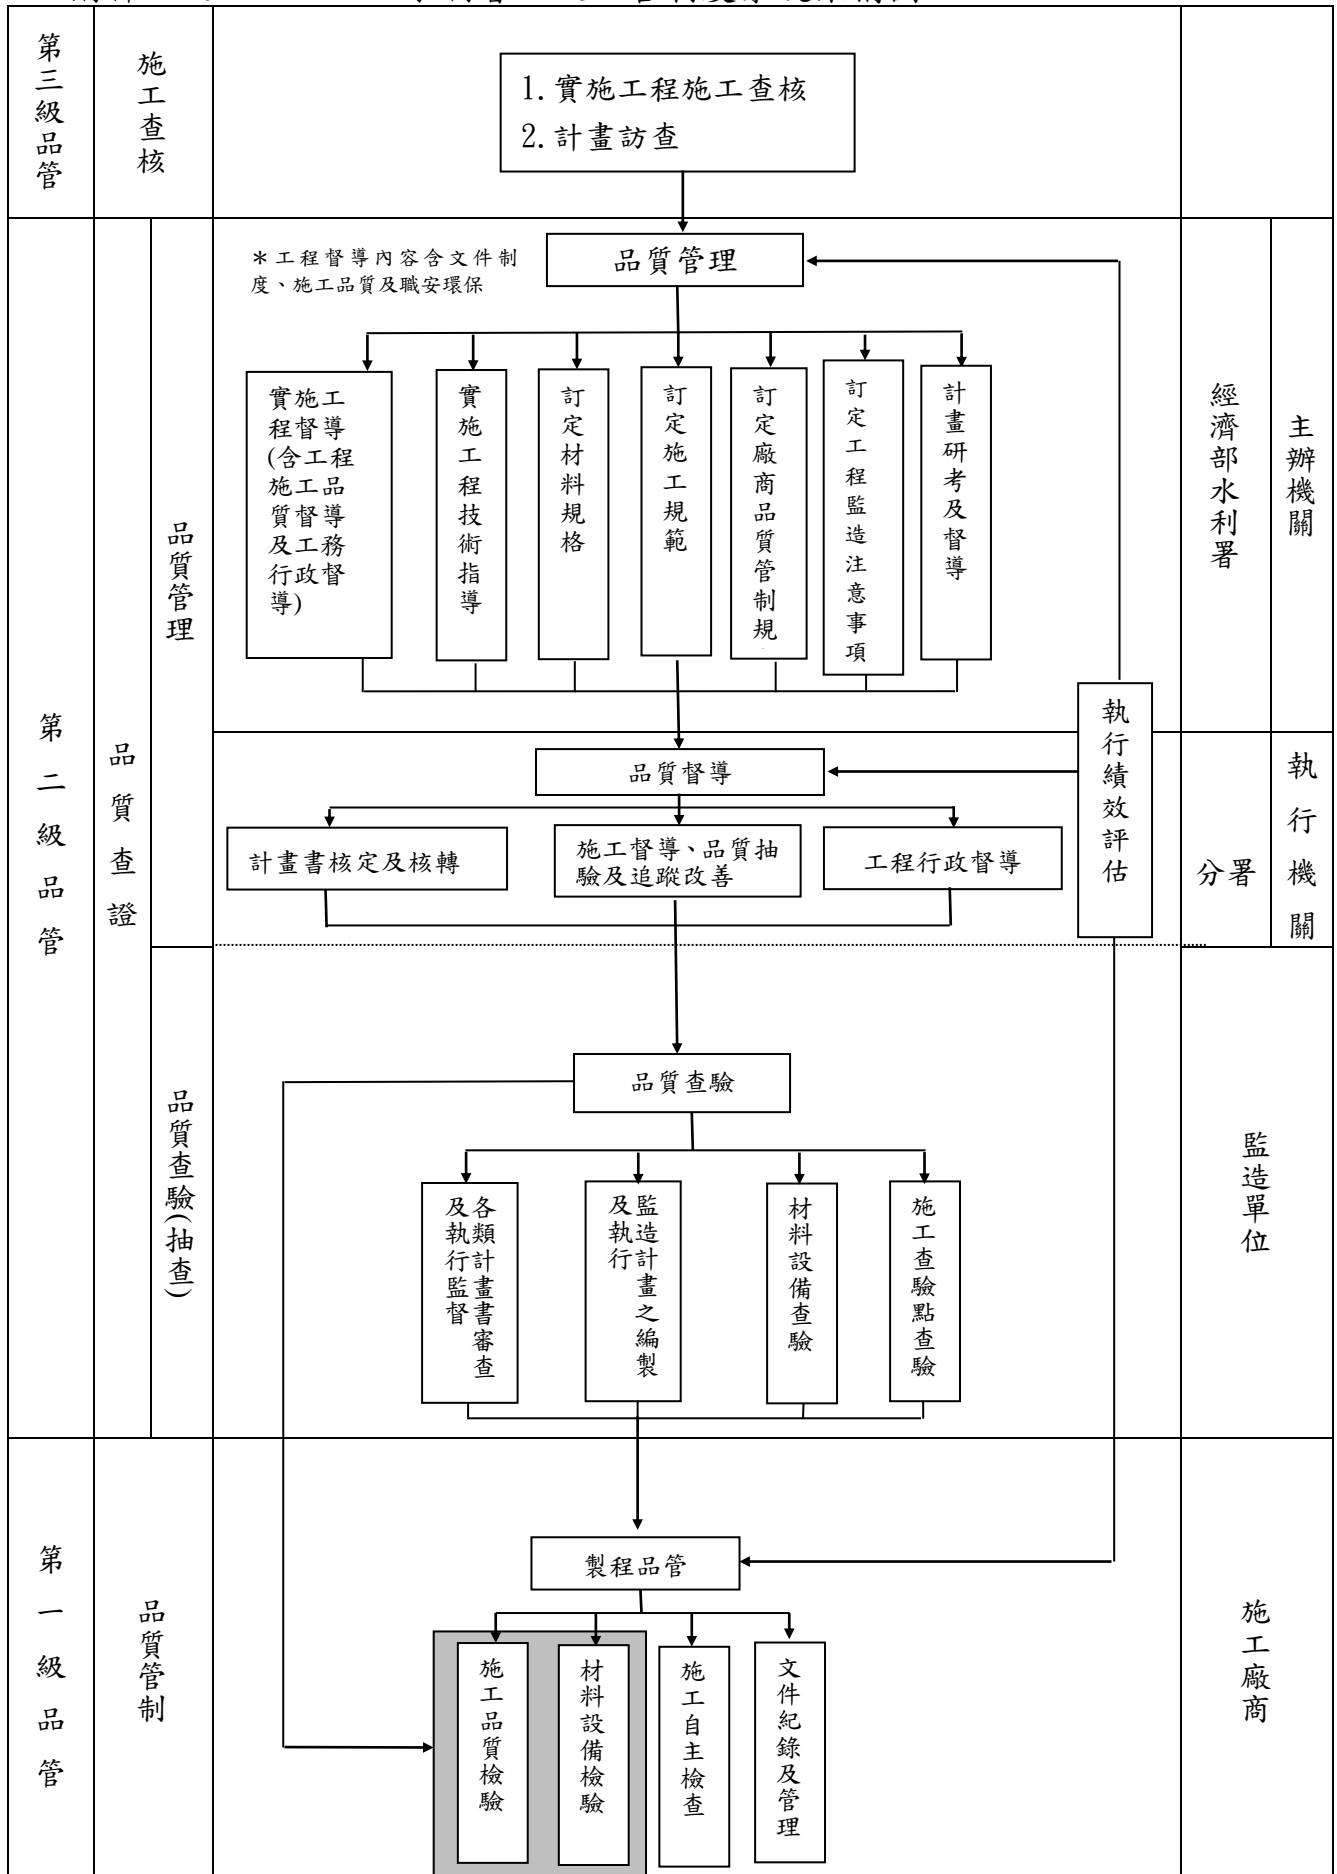 第三級品管
施工查核
1.實施工程施工查核
2.計畫訪查
第二級品管
品質查證
品質管理
＊工程督導內容含文件制
度、施工品質及職安環保
品質管理
實施工
程督導
(含工程
施工品
質督導
及工務
行政督
導)
實施工程技術指導
訂定材料規格
訂定施工規範
訂定廠商品質管制規
訂定工程監造注意事項
計畫研考及督導
經濟部水利署
主辦機關
執行績效評估
品質督導
計畫書核定及核轉
施工督導、品質抽
驗及追蹤改善
工程行政督導
分署
執行機關
品質查驗(抽查)
品質查驗
各類計畫書審查
及執行監督
監造計畫之編製
及執行
材料設備查驗
施工查驗點查驗
監造單位
第一級品管
品質管制
製程品管
施工品質檢驗
材料設備檢驗
施工自主檢查
文件紀錄及管理
施工廠商